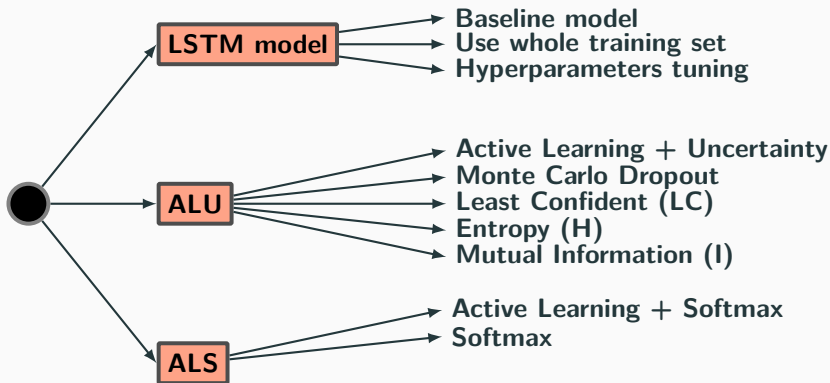 LSTM model
Baseline model
Use whole training set
Hyperparameters tuning
ALU
Active Learning + Uncertainty
Monte Carlo Dropout
Least Confident (LC)
Entropy (H)
Mutual Information (I)
ALS
Active Learning + Softmax
Softmax